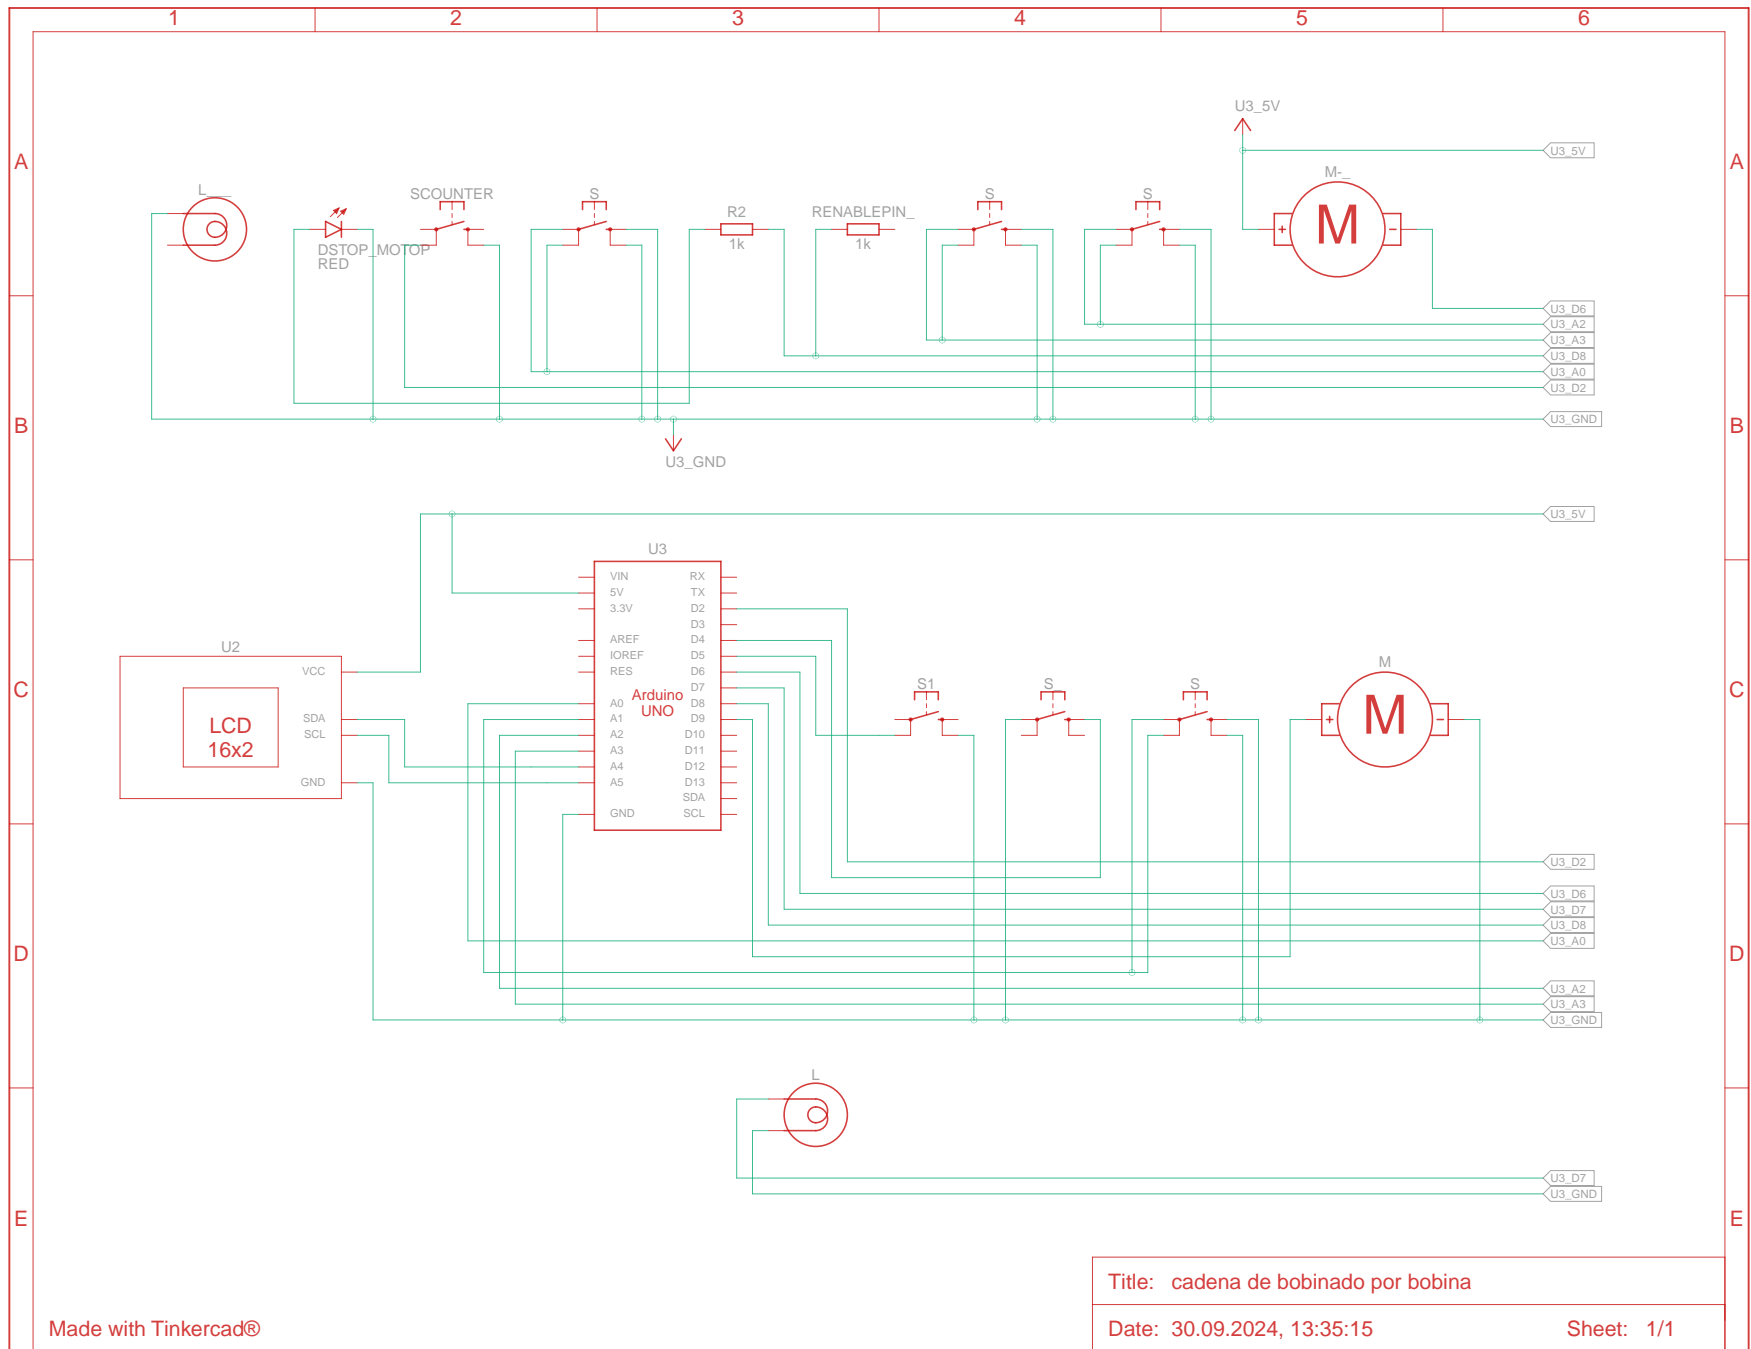 1 2 3 4 5 6
U3_5V
A A
U3_5V
M-_
L___
SCOUNTER
S
R2
RENABLEPIN_
S
S
M
+ -
1k
1k
DSTOP_MOTOP
RED
U3_D6
U3_A2
U3_A3
U3_D8
U3_A0
U3_D2
B B
U3_GND
U3_GND
U3_5V
U3
VIN RX
5V TX
3.3V D2
D3
AREF D4
IOREF D5
RES D6
D7
A0 D8
A1 D9
A2 D10
A3 D11
A4 D12
A5 D13
SDA
GND SCL
Arduino
UNO
U2
VCC
SDA
SCL
GND
LCD
16x2
C C
S1
S_
S
M
M
+ -
U3_D2
U3_D6
U3_D7
U3_D8
U3_A0
D D
U3_A2
U3_A3
U3_GND
L
U3_D7
U3_GND
E E
Title: cadena de bobinado por bobina
Made with Tinkercad®
Date: 30.09.2024, 13:35:15 Sheet: 1/1